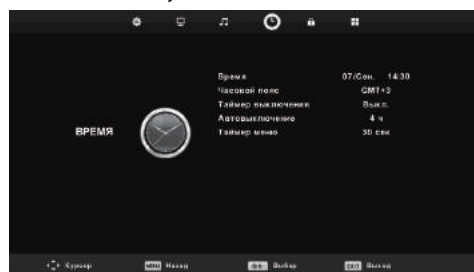 Время 07/Сен. 14:30
Часовой пояс GMT+3
Таймер выключения Выкл.
Автовыключение 4 ч
Таймер меню 30 сек
ВРЕМЯ
Курсор MENU Назад Выбор EXIT Выход